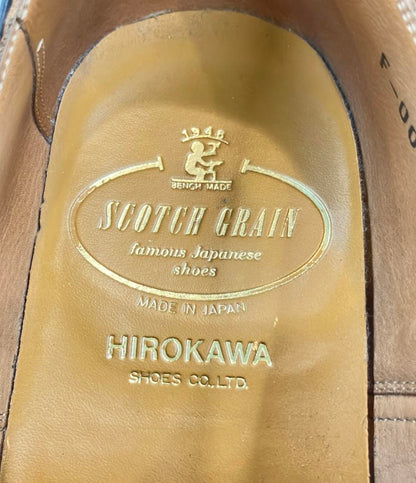 1948
BENCH MADE
SCOTCH GRAIN
famous Japanese
shoes
MADE IN JAPAN
HIROKAWA
SHOES CO., LTD.